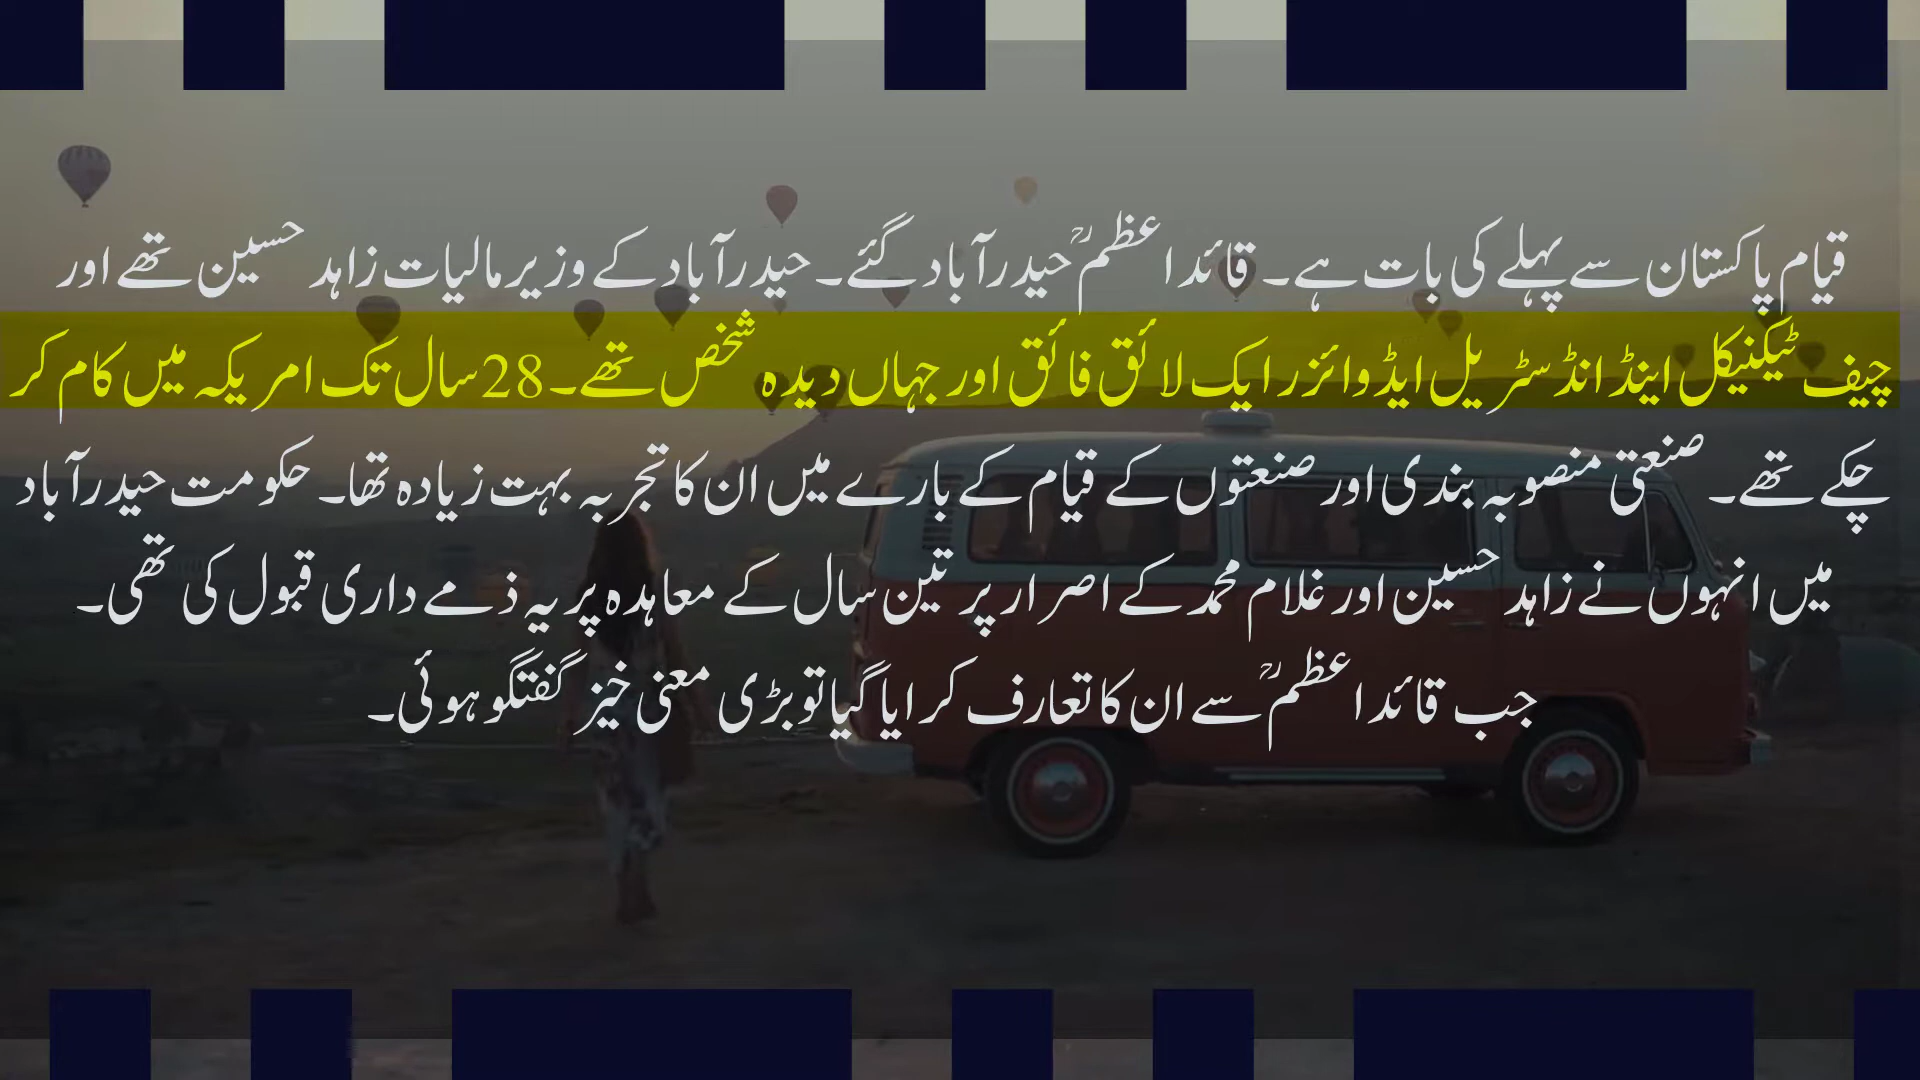 قیام پاکستان سے پہلے کی بات ہے۔ قائداعظمؒ حیدرآباد گئے۔ حیدرآباد کے وزیر مالیات زاہد حسین تھے اور
چیف ٹیکنیکل اینڈ انڈسٹریل ایڈوائزر ایک لائق فائق اور جہاں دیدہ شخص تھے۔ 28 سال تک امریکہ میں کام کر
چکے تھے۔ صنعتی منصوبہ بندی اور صنعتوں کے قیام کے بارے میں ان کا تجربہ بہت زیادہ تھا۔ حکومت حیدرآباد
میں انہوں نے زاہد حسین اور غلام محمد کے اصرار پر تین سال کے معاہدہ پر یہ ذمے داری قبول کی تھی۔
جب قائداعظمؒ سے ان کا تعارف کرایا گیا تو بڑی معنی خیز گفتگو ہوئی۔